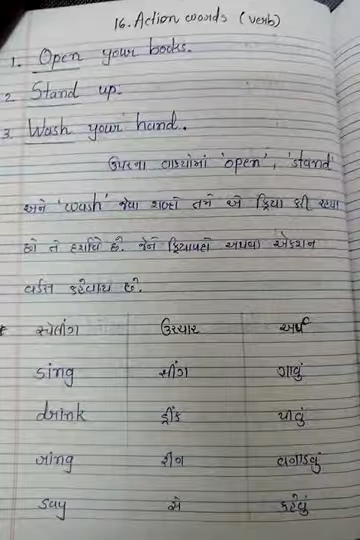 16. Action words (verb)
1. Open your books.
2. Stand up.
3. Wash your hand.
ઉપરના વાક્યોમાં 'open', 'stand'
અને 'wash' જેવા શબ્દો તમે એ ક્રિયા કરી રહ્યા
છો તે દર્શાવે છે. જેને ક્રિયાપદો અથવા એક્શન
વર્ડ્સ કહેવાય છે.
સ્પેલીંગ ઉચ્ચાર અર્થ
sing સીંગ ગાવું
drink ડ્રીંક પીવું
ring રીંગ વગાડવું
say સે કહેવું